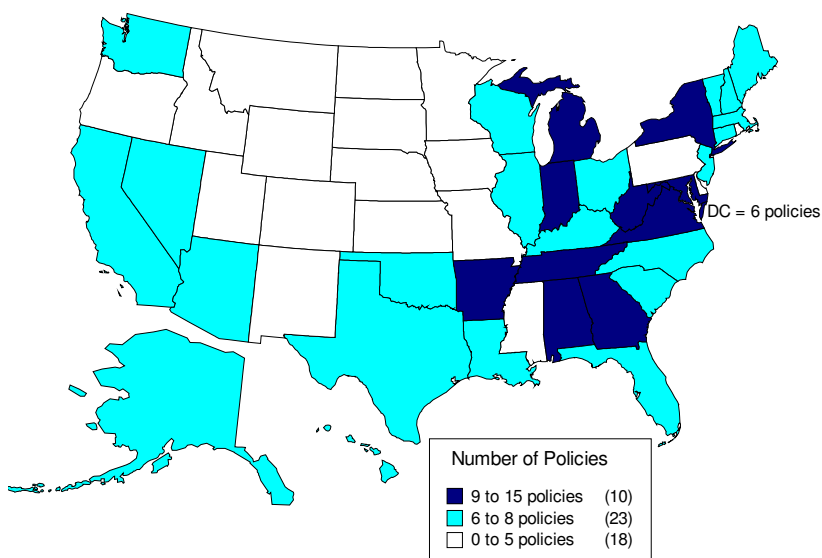 DC = 6 policies
Number of Policies
9 to 15 policies (10)
6 to 8 policies (23)
0 to 5 policies (18)